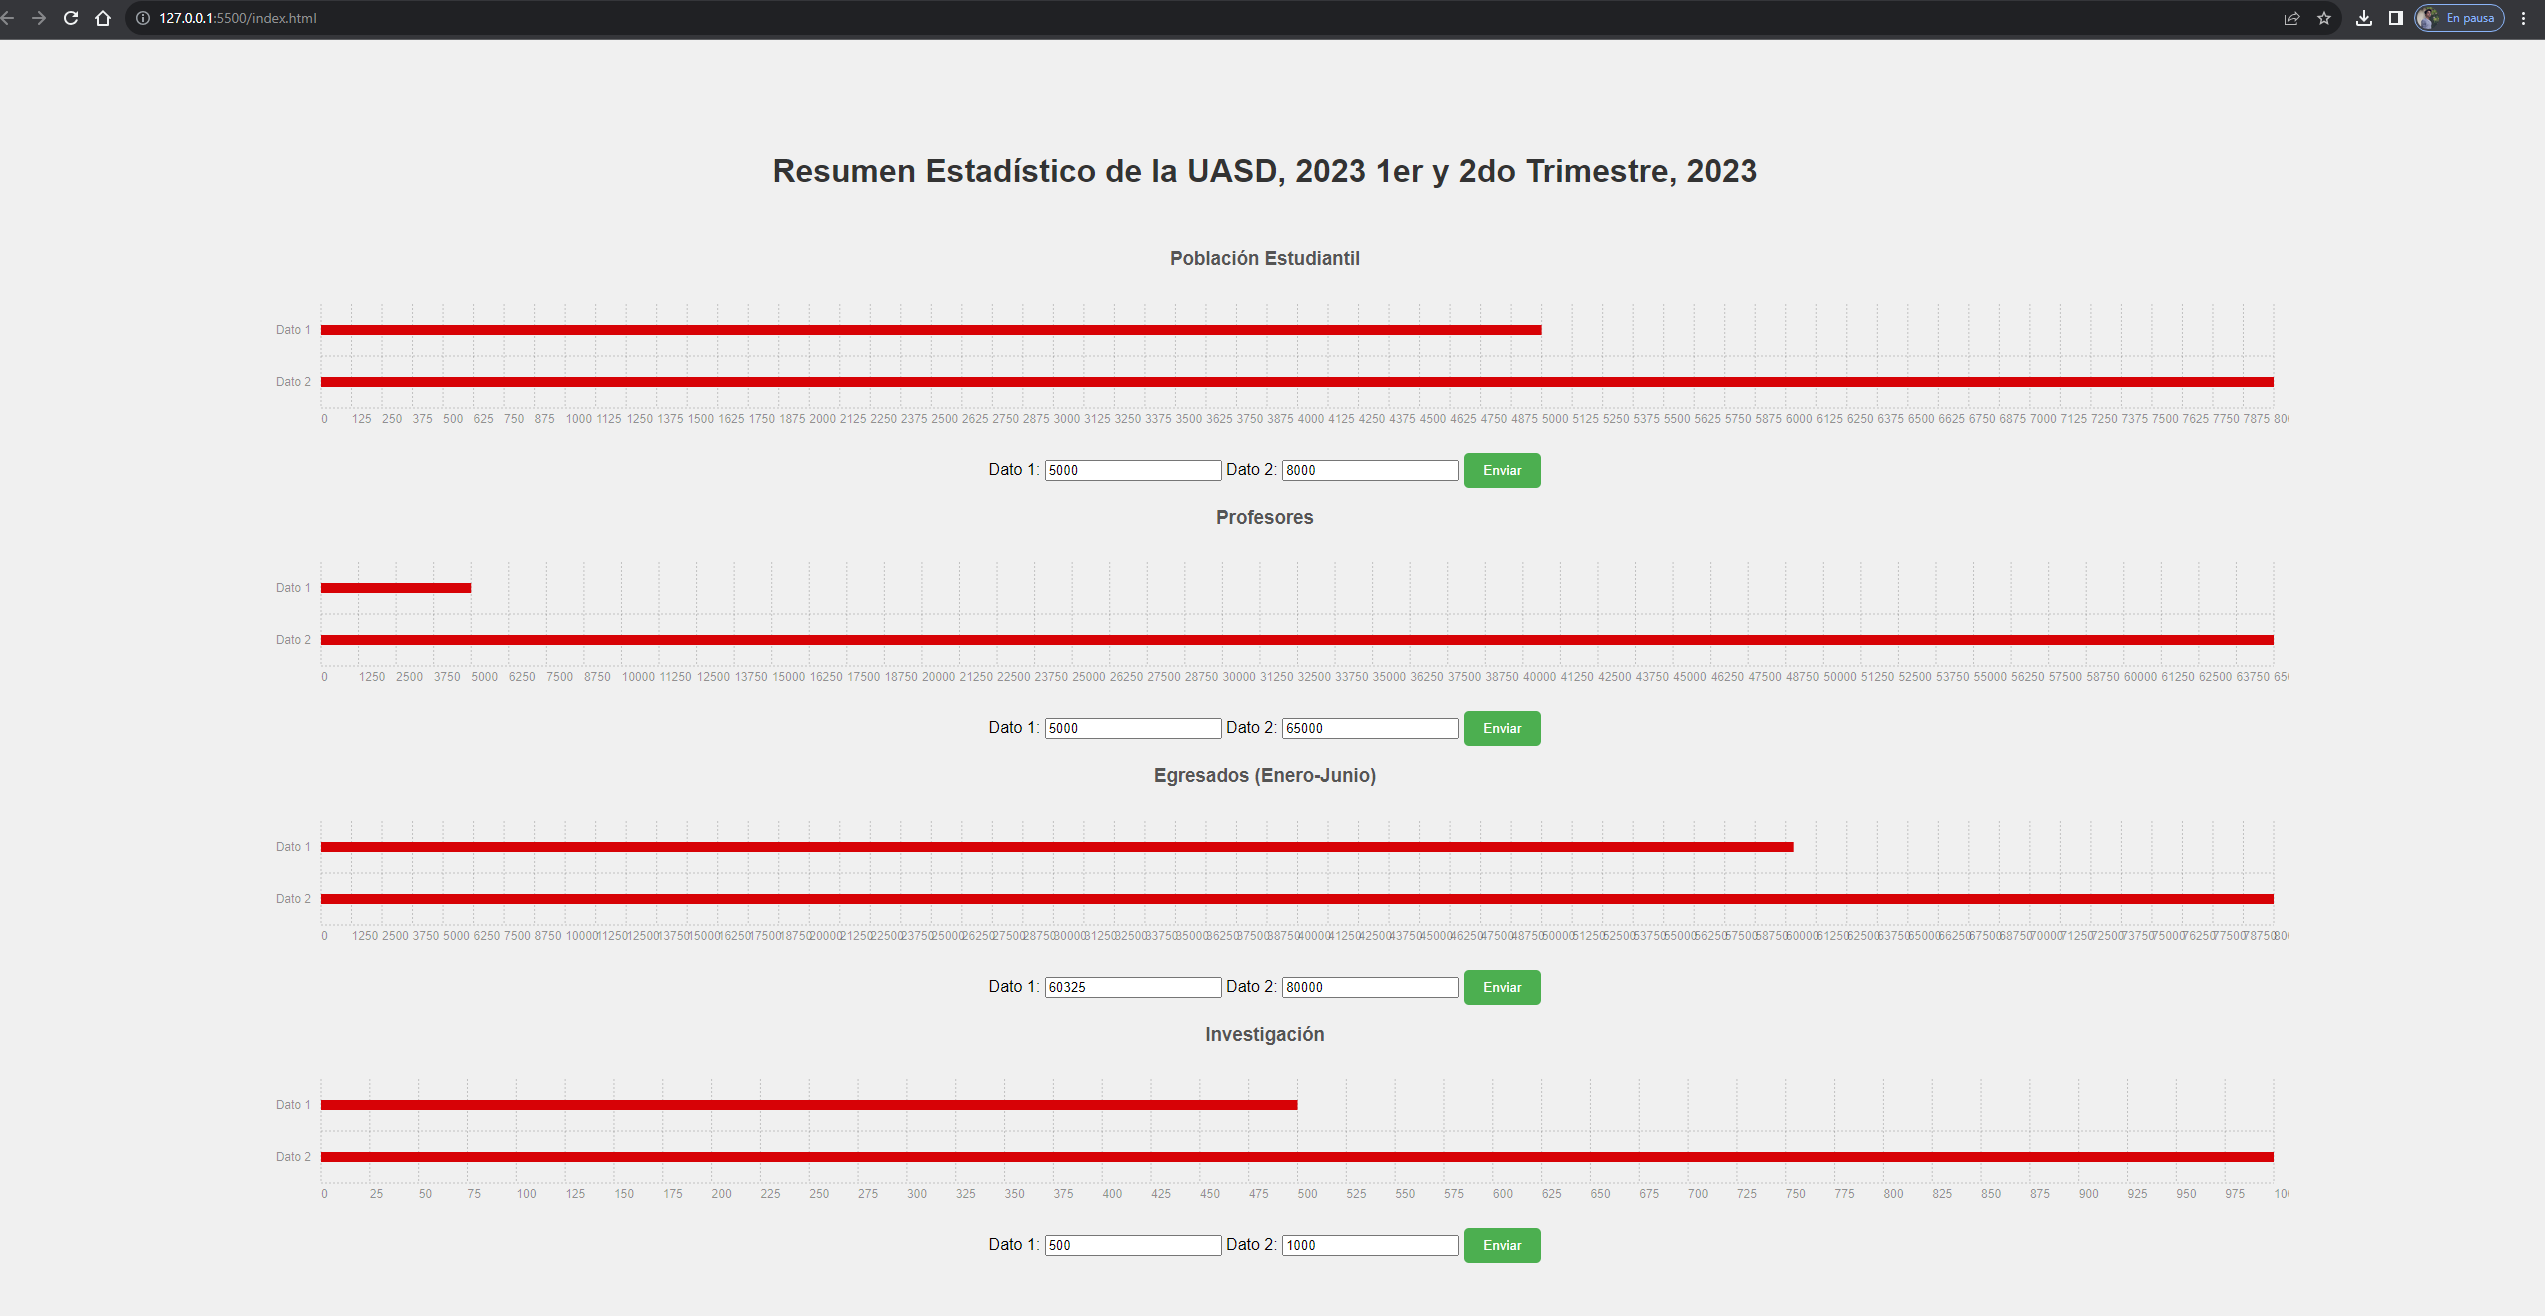 127.0.0.1:5500/index.html
En pausa
Resumen Estadístico de la UASD, 2023 1er y 2do Trimestre, 2023
Población Estudiantil
Dato 1
Dato 2
0 125 250 375 500 625 750 875 1000 1125 1250 1375 1500 1625 1750 1875 2000 2125 2250 2375 2500 2625 2750 2875 3000 3125 3250 3375 3500 3625 3750 3875 4000 4125 4250 4375 4500 4625 4750 4875 5000 5125 5250 5375 5500 5625 5750 5875 6000 6125 6250 6375 6500 6625 6750 6875 7000 7125 7250 7375 7500 7625 7750 7875
Dato 1: 5000 Dato 2: 8000 Enviar
Profesores
Dato 1
Dato 2
0 1250 2500 3750 5000 6250 7500 8750 10000 11250 12500 13750 15000 16250 17500 18750 20000 21250 22500 23750 25000 26250 27500 28750 30000 31250 32500 33750 35000 36250 37500 38750 40000 41250 42500 43750 45000 46250 47500 48750 50000 51250 52500 53750 55000 56250 57500 58750 60000 61250 62500 63750
Dato 1: 5000 Dato 2: 65000 Enviar
Egresados (Enero-Junio)
Dato 1
Dato 2
0 1250 2500 3750 5000 6250 7500 8750 10000 11250 12500 13750 15000 16250 17500 18750 20000 21250 22500 23750 25000 26250 27500 28750 30000 31250 32500 33750 35000 36250 37500 38750 40000 41250 42500 43750 45000 46250 47500 48750 50000 51250 52500 53750 55000 56250 57500 58750 60000 61250 62500 63750 65000 66250 67500 68750 70000 71250 72500 73750 75000 76250 77500 78750
Dato 1: 60325 Dato 2: 80000 Enviar
Investigación
Dato 1
Dato 2
0 25 50 75 100 125 150 175 200 225 250 275 300 325 350 375 400 425 450 475 500 525 550 575 600 625 650 675 700 725 750 775 800 825 850 875 900 925 950 975
Dato 1: 500 Dato 2: 1000 Enviar